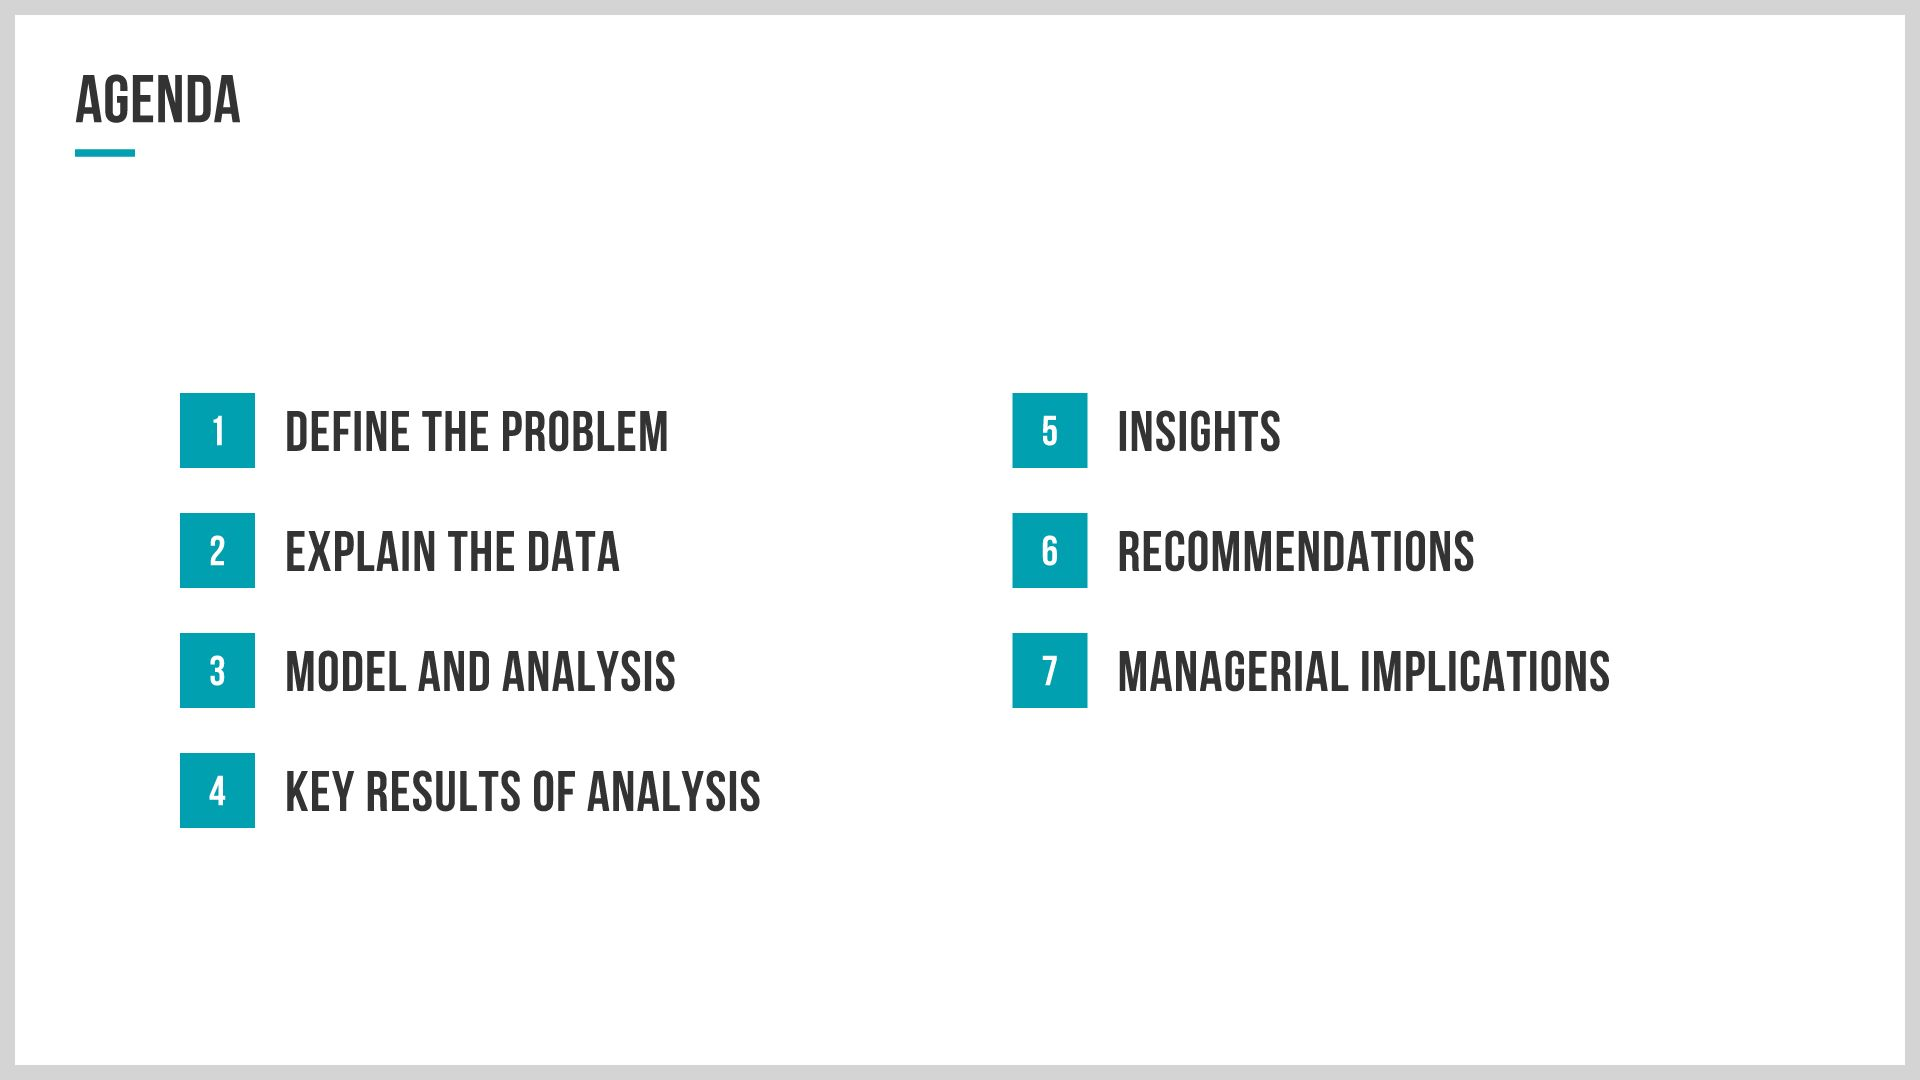 AGENDA
1 DEFINE THE PROBLEM
2 EXPLAIN THE DATA
3 MODEL AND ANALYSIS
4 KEY RESULTS OF ANALYSIS
5 INSIGHTS
6 RECOMMENDATIONS
7 MANAGERIAL IMPLICATIONS